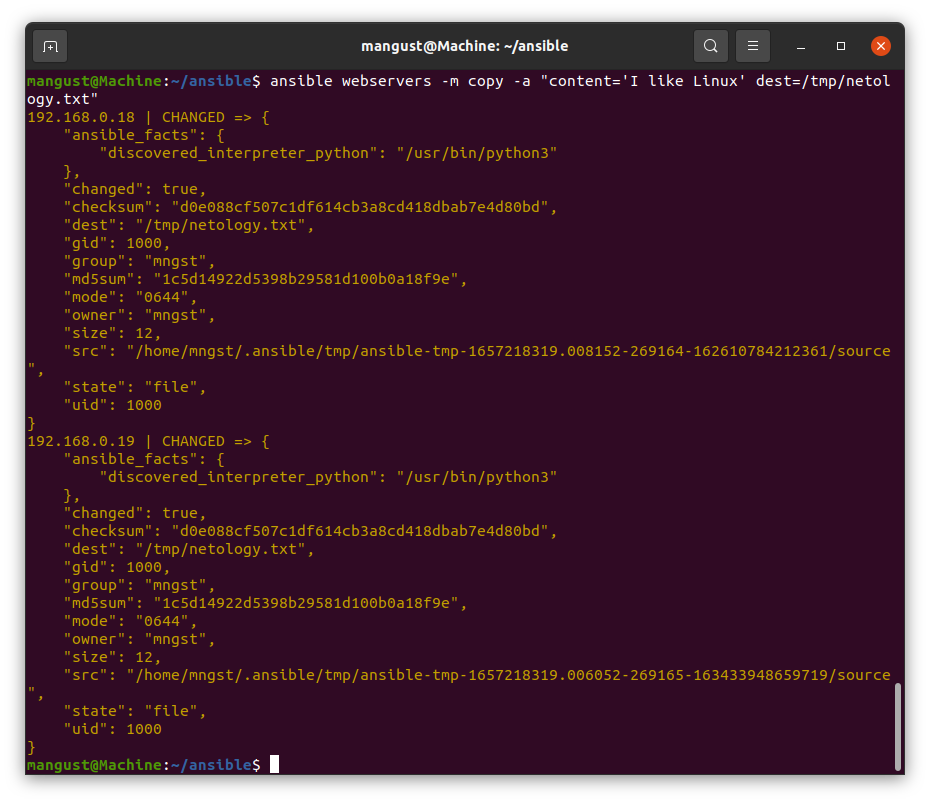 mangust@Machine: ~/ansible
mangust@Machine:~/ansible$ ansible webservers -m copy -a "content='I like Linux' dest=/tmp/netol
ogy.txt"
192.168.0.18 | CHANGED => {
    "ansible_facts": {
        "discovered_interpreter_python": "/usr/bin/python3"
    },
    "changed": true,
    "checksum": "d0e088cf507c1df614cb3a8cd418dbab7e4d80bd",
    "dest": "/tmp/netology.txt",
    "gid": 1000,
    "group": "mngst",
    "md5sum": "1c5d14922d5398b29581d100b0a18f9e",
    "mode": "0644",
    "owner": "mngst",
    "size": 12,
    "src": "/home/mngst/.ansible/tmp/ansible-tmp-1657218319.008152-269164-162610784212361/source
",
    "state": "file",
    "uid": 1000
}
192.168.0.19 | CHANGED => {
    "ansible_facts": {
        "discovered_interpreter_python": "/usr/bin/python3"
    },
    "changed": true,
    "checksum": "d0e088cf507c1df614cb3a8cd418dbab7e4d80bd",
    "dest": "/tmp/netology.txt",
    "gid": 1000,
    "group": "mngst",
    "md5sum": "1c5d14922d5398b29581d100b0a18f9e",
    "mode": "0644",
    "owner": "mngst",
    "size": 12,
    "src": "/home/mngst/.ansible/tmp/ansible-tmp-1657218319.006052-269165-163433948659719/source
",
    "state": "file",
    "uid": 1000
}
mangust@Machine:~/ansible$